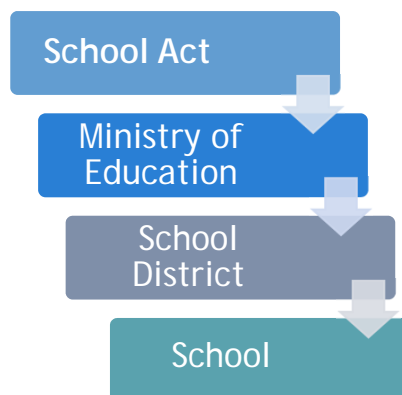 School Act
Ministry of
Education
School
District
School